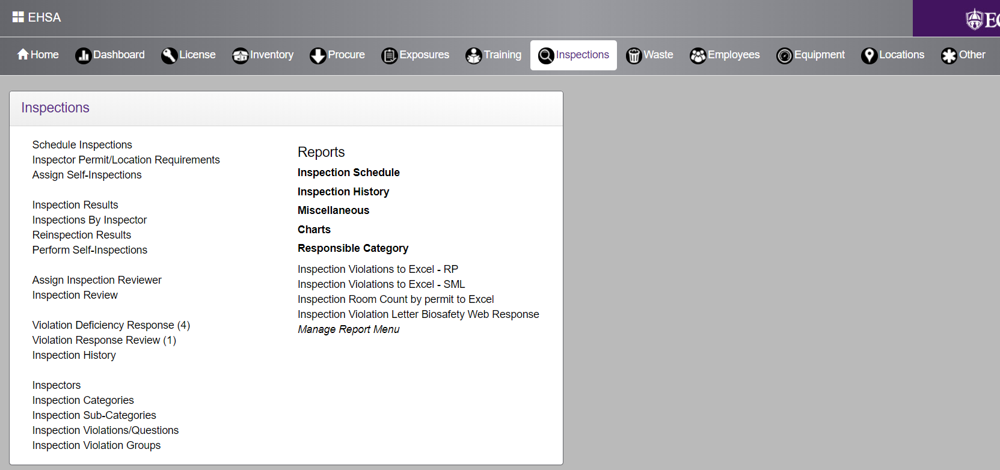 EHSA
Home Dashboard License Inventory Procure Exposures Training Inspections Waste Employees Equipment Locations Other
Inspections
Schedule Inspections
Inspector Permit/Location Requirements
Assign Self-Inspections
Inspection Results
Inspections By Inspector
Reinspection Results
Perform Self-Inspections
Assign Inspection Reviewer
Inspection Review
Violation Deficiency Response (4)
Violation Response Review (1)
Inspection History
Inspectors
Inspection Categories
Inspection Sub-Categories
Inspection Violations/Questions
Inspection Violation Groups
Reports
Inspection Schedule
Inspection History
Miscellaneous
Charts
Responsible Category
Inspection Violations to Excel - RP
Inspection Violations to Excel - SML
Inspection Room Count by permit to Excel
Inspection Violation Letter Biosafety Web Response
Manage Report Menu